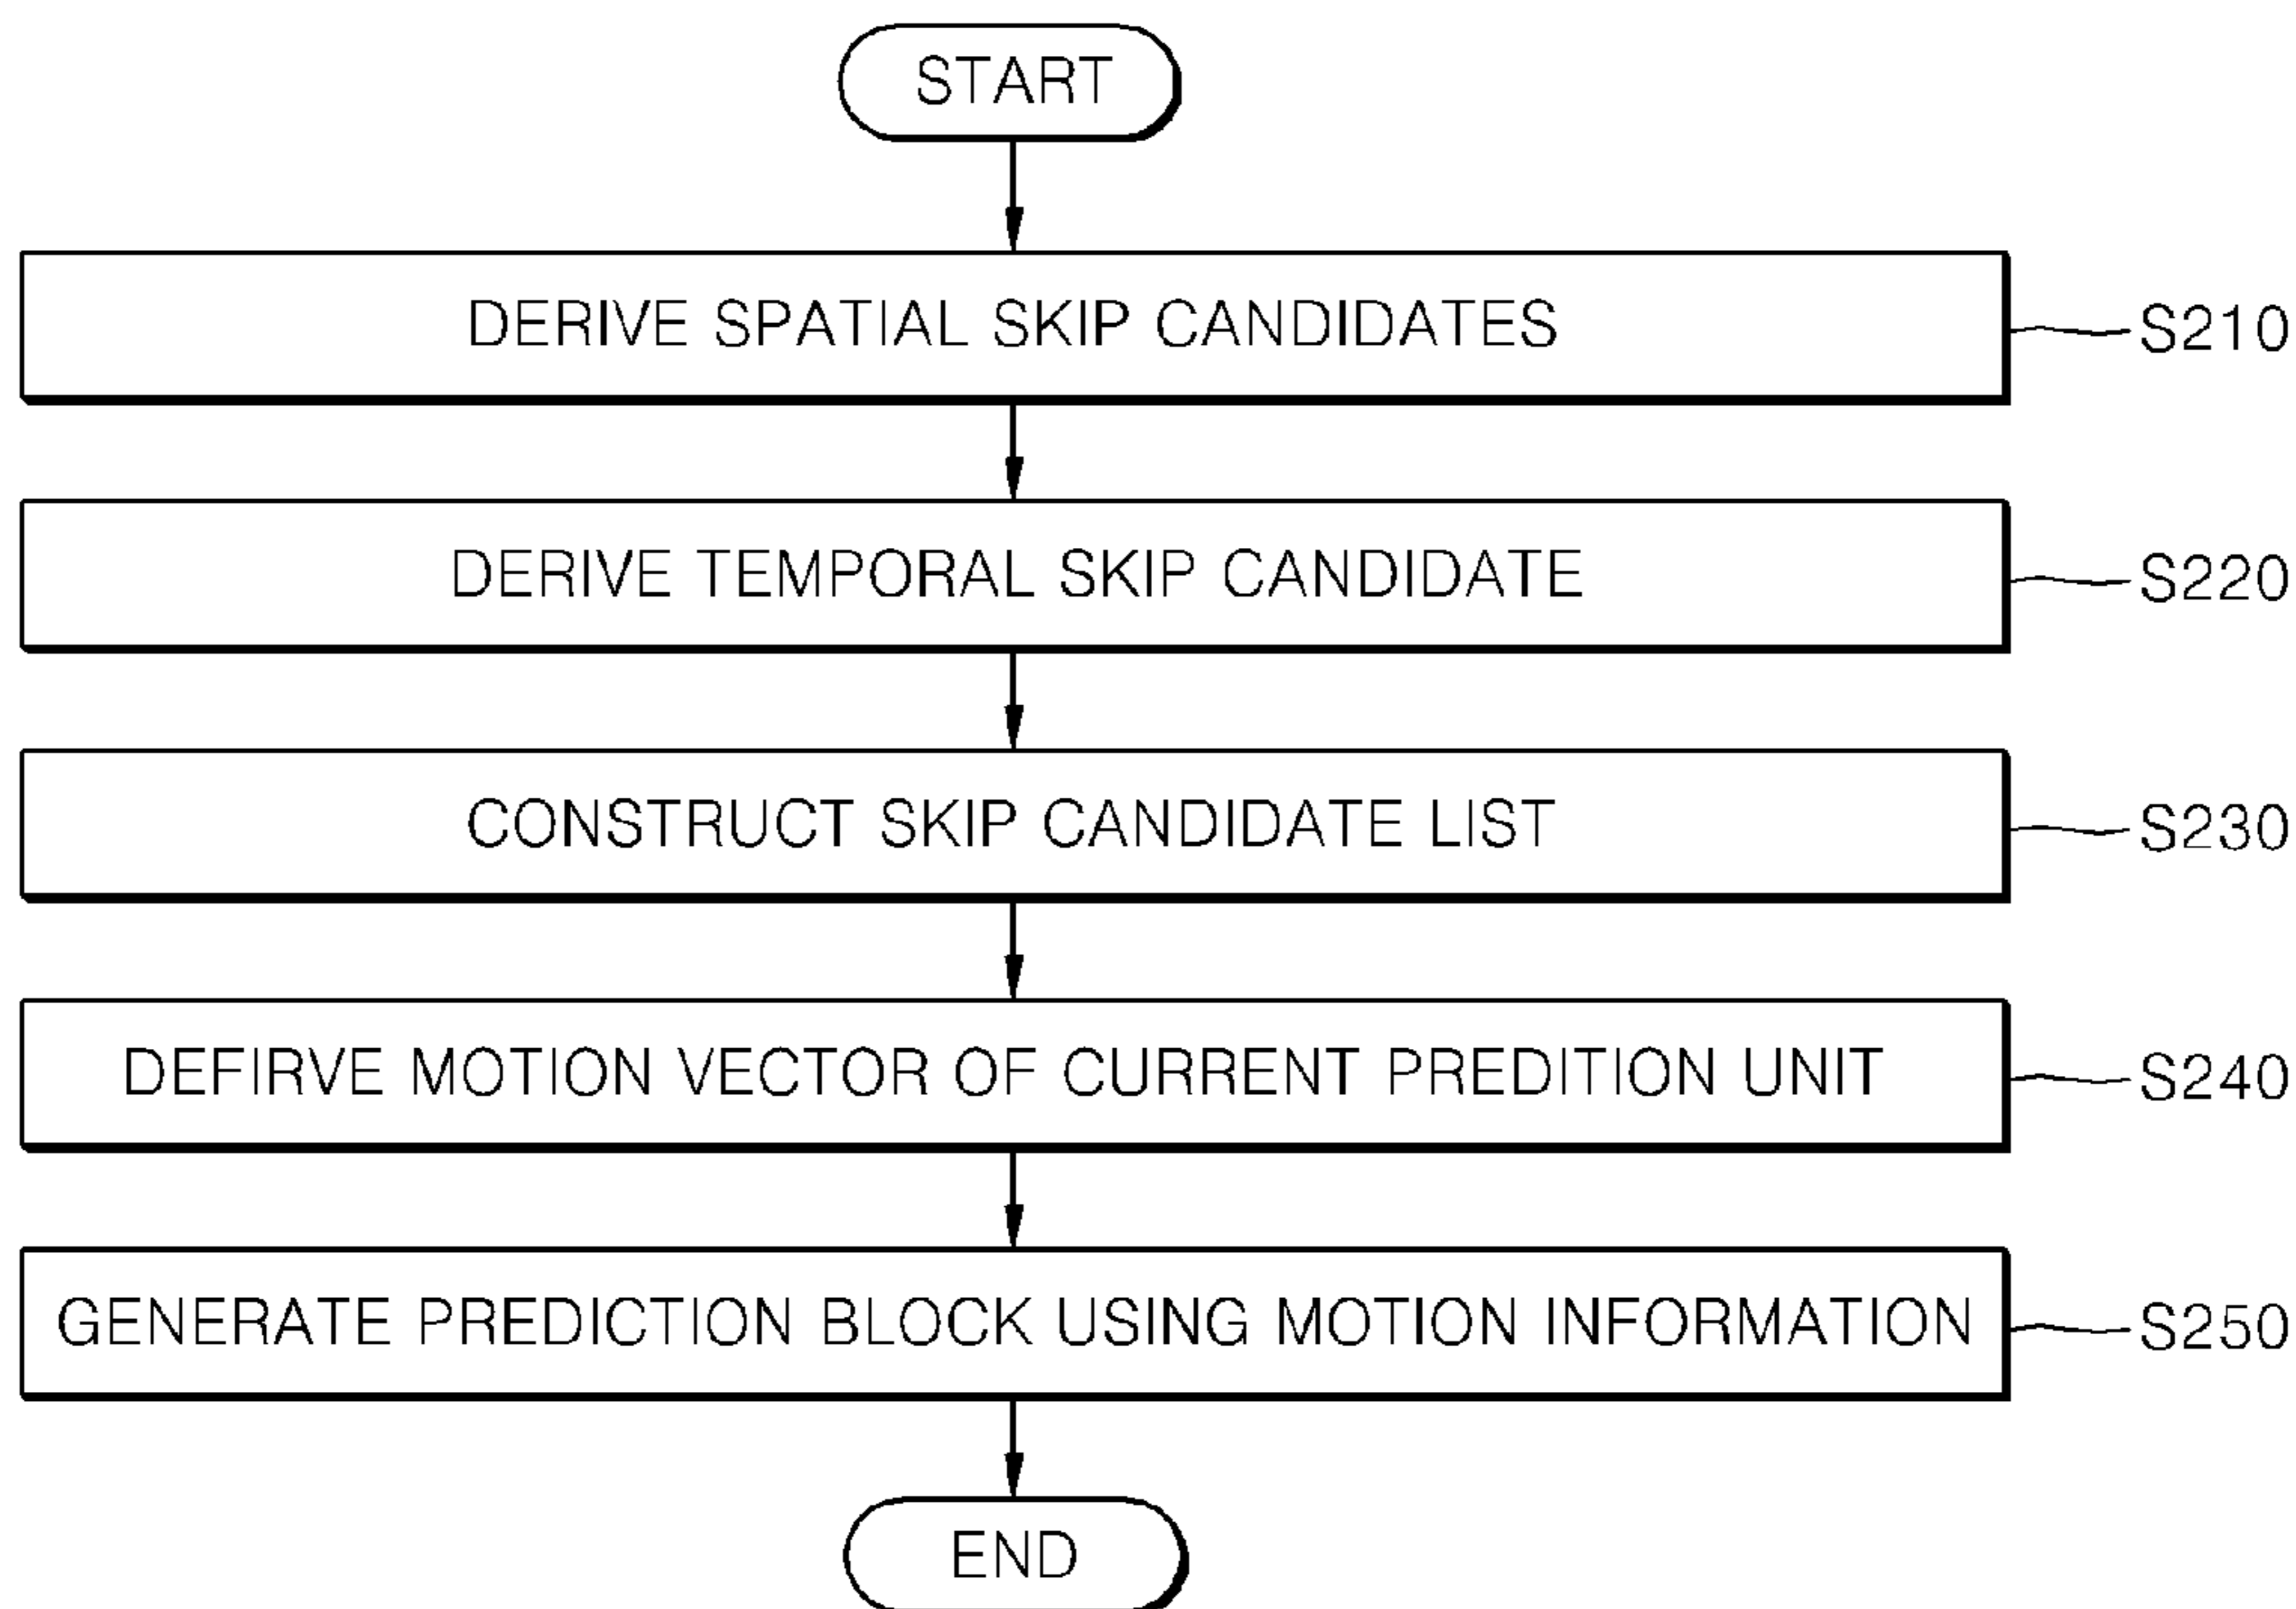 START
DERIVE SPATIAL SKIP CANDIDATES
S210
DERIVE TEMPORAL SKIP CANDIDATE
S220
CONSTRUCT SKIP CANDIDATE LIST
S230
DEFIRVE MOTION VECTOR OF CURRENT PREDITION UNIT
S240
GENERATE PREDICTION BLOCK USING MOTION INFORMATION
S250
END